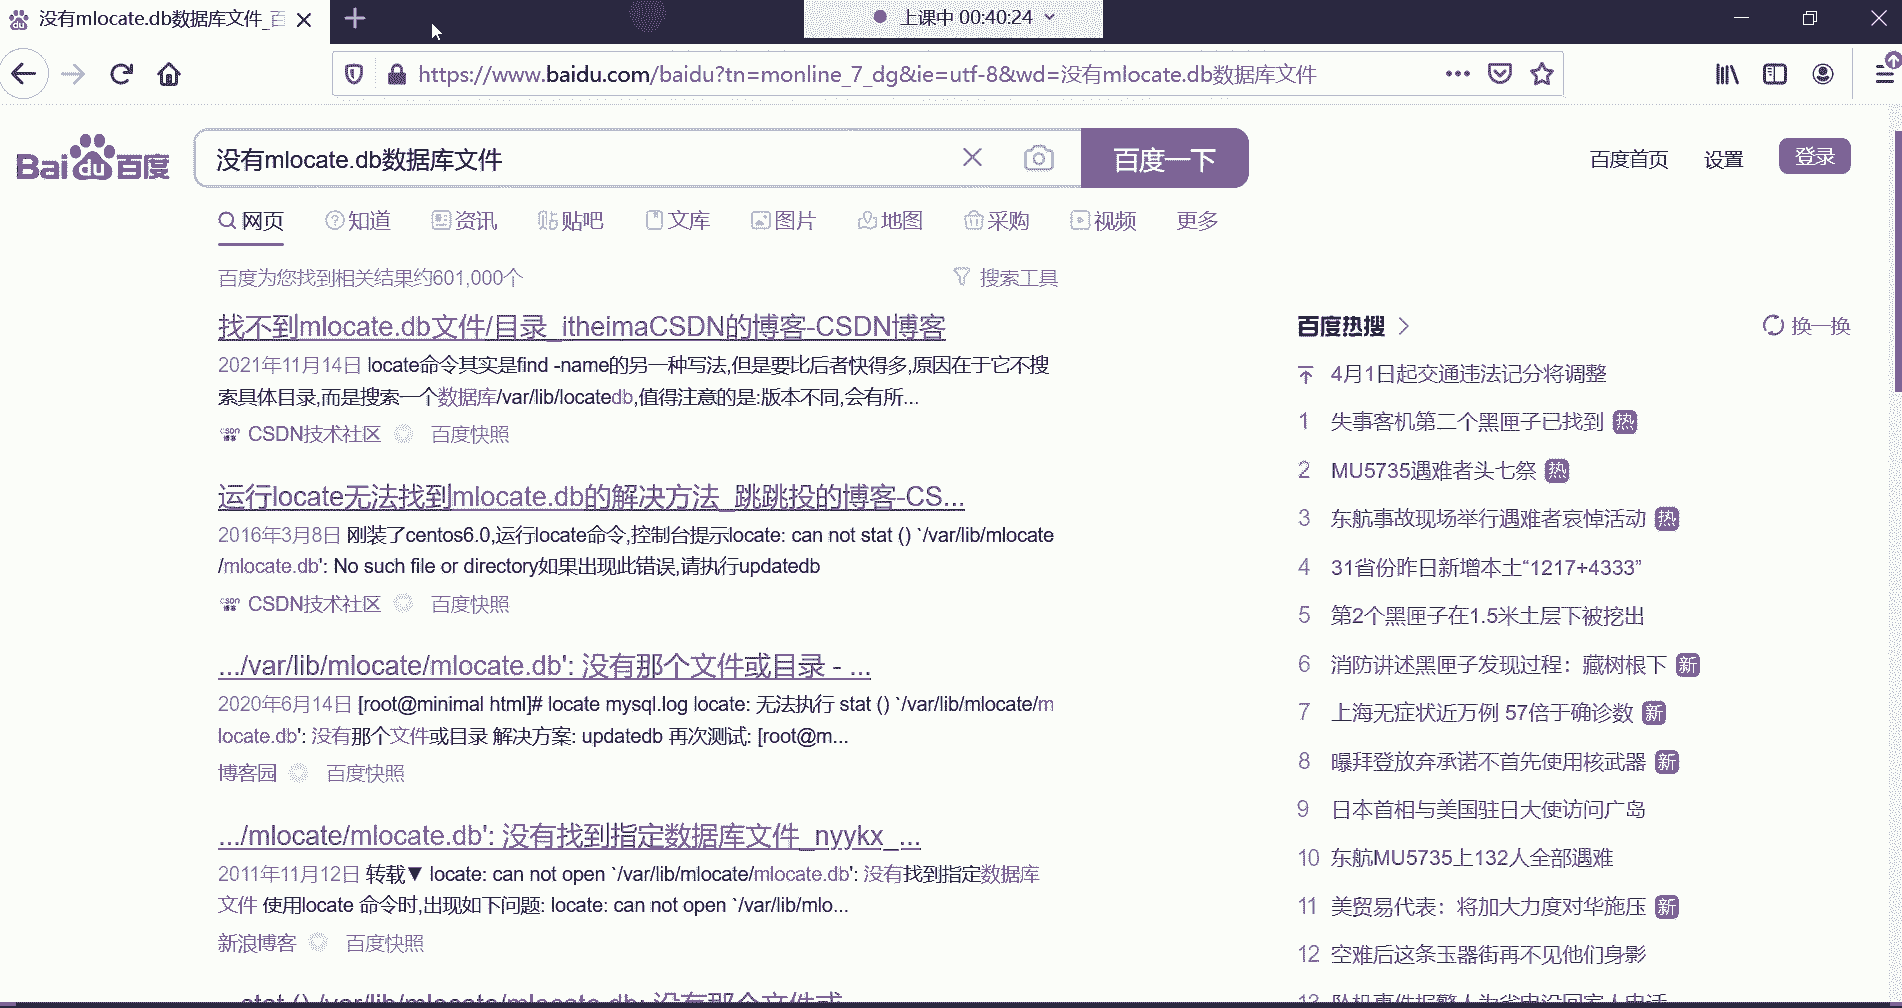 没有mlocate.db数据库文件_百
上课中 00:40:24
https://www.baidu.com/baidu?tn=monline_7_dg&ie=utf-8&wd=没有mlocate.db数据库文件
Bai du 百度
没有mlocate.db数据库文件
百度一下
百度首页 设置 登录
网页 知道 资讯 贴吧 文库 图片 地图 采购 视频 更多
百度为您找到相关结果约601,000个
搜索工具
找不到mlocate.db文件/目录_itheimaCSDN的博客-CSDN博客
2021年11月14日 locate命令其实是find -name的另一种写法,但是要比后者快得多,原因在于它不搜
索具体目录,而是搜索一个数据库/var/lib/locatedb,值得注意的是:版本不同,会有所...
CSDN技术社区 百度快照
运行locate无法找到mlocate.db的解决方法_跳跳投的博客-CS...
2016年3月8日 刚装了centos6.0,运行locate命令,控制台提示locate: can not stat () `/var/lib/mlocate
/mlocate.db': No such file or directory如果出现此错误,请执行updatedb
CSDN技术社区 百度快照
.../var/lib/mlocate/mlocate.db': 没有那个文件或目录 - ...
2020年6月14日 [root@minimal html]# locate mysql.log locate: 无法执行 stat () `/var/lib/mlocate/m
locate.db': 没有那个文件或目录 解决方案: updatedb 再次测试: [root@m...
博客园 百度快照
.../mlocate/mlocate.db': 没有找到指定数据库文件_nyykx_...
2011年11月12日 转载▼ locate: can not open `/var/lib/mlocate/mlocate.db': 没有找到指定数据库
文件 使用locate 命令时,出现如下问题: locate: can not open `/var/lib/mlo...
新浪博客 百度快照
百度热搜
换一换
4月1日起交通违法记分将调整
1 失事客机第二个黑匣子已找到 热
2 MU5735遇难者头七祭 热
3 东航事故现场举行遇难者哀悼活动 热
4 31省份昨日新增本土“1217+4333”
5 第2个黑匣子在1.5米土层下被挖出
6 消防讲述黑匣子发现过程：藏树根下 新
7 上海无症状近万例 57倍于确诊数 新
8 曝拜登放弃承诺不首先使用核武器 新
9 日本首相与美国驻日大使访问广岛
10 东航MU5735上132人全部遇难
11 美贸易代表：将加大力度对华施压 新
12 空难后这条玉器街再不见他们身影